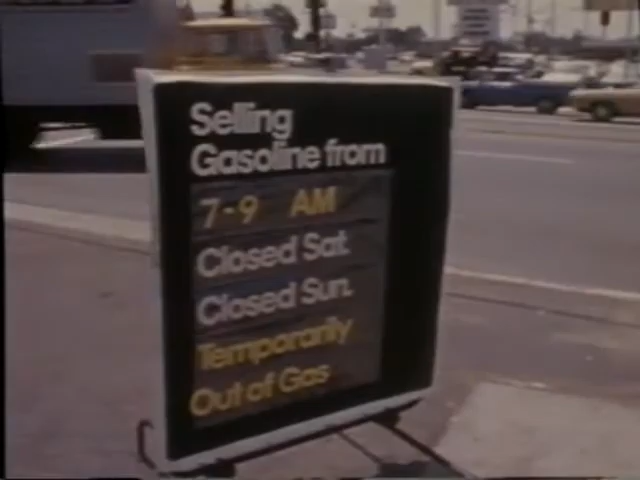 Selling
Gasoline from
7-9 AM
Closed Sat.
Closed Sun.
Temporarily
Out of Gas